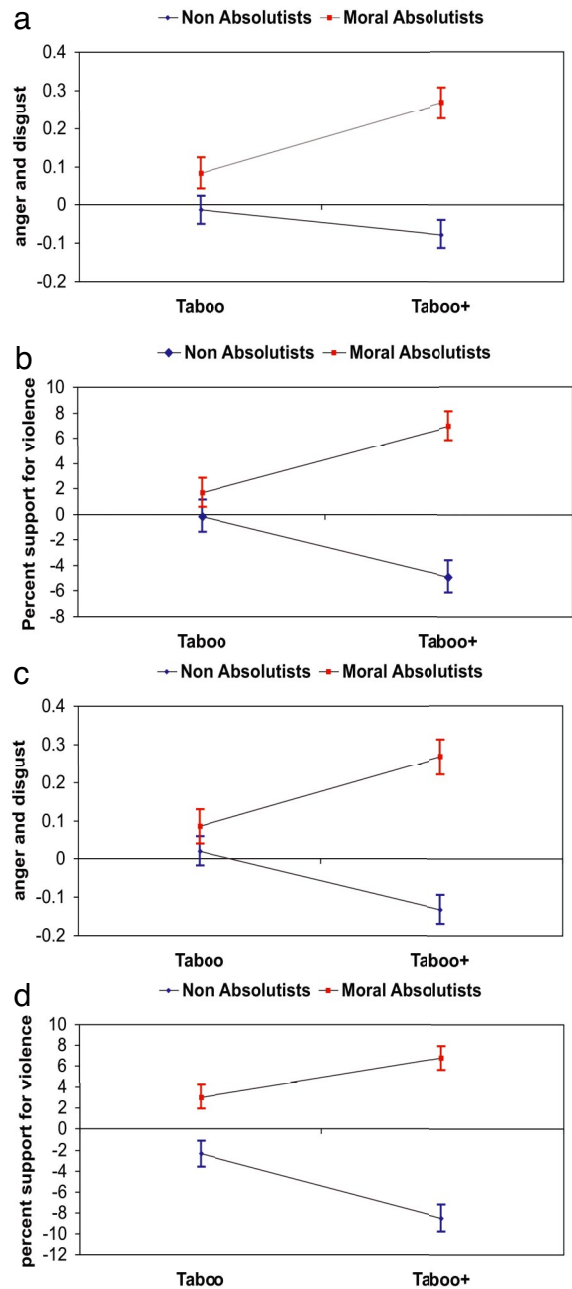 a
Non Absolutists Moral Absolutists
anger and disgust
0.4
0.3
0.2
0.1
0
-0.1
-0.2
Taboo Taboo+
b
Non Absolutists Moral Absolutists
Percent support for violence
10
8
6
4
2
0
-2
-4
-6
-8
Taboo Taboo+
c
Non Absolutists Moral Absolutists
anger and disgust
0.4
0.3
0.2
0.1
0
-0.1
-0.2
Taboo Taboo+
d
Non Absolutists Moral Absolutists
percent support for violence
10
8
6
4
2
0
-2
-4
-6
-8
-10
-12
Taboo Taboo+